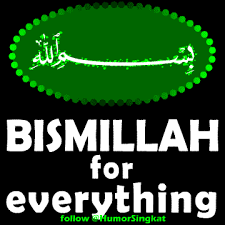 بسم الله
BISMILLAH
for
everything
follow @HumorSingkat